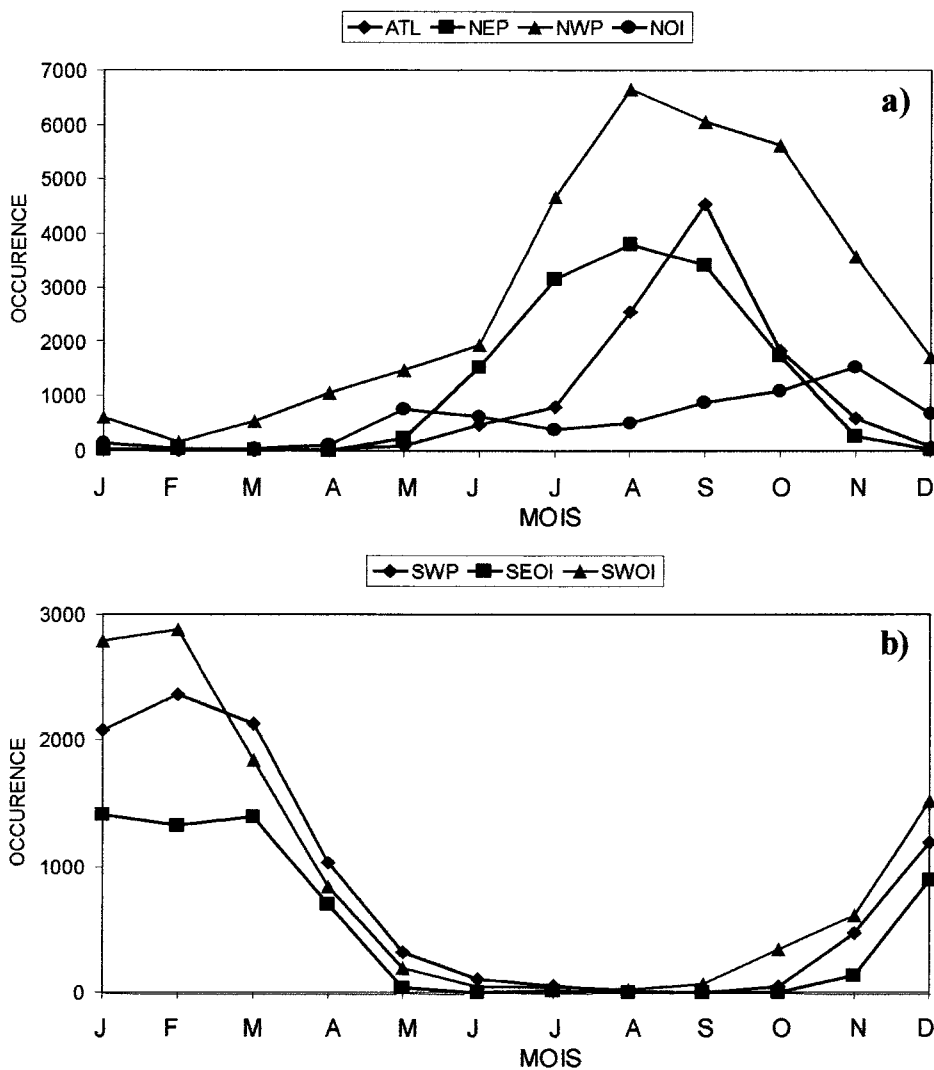 ATL NEP NWP NOI
a)
7000
6000
5000
4000
3000
2000
1000
0
OCCURENCE
J F M A M J J A S O N D
MOIS
SWP SEOI SWOI
b)
3000
2000
1000
0
OCCURENCE
J F M A M J J A S O N D
MOIS